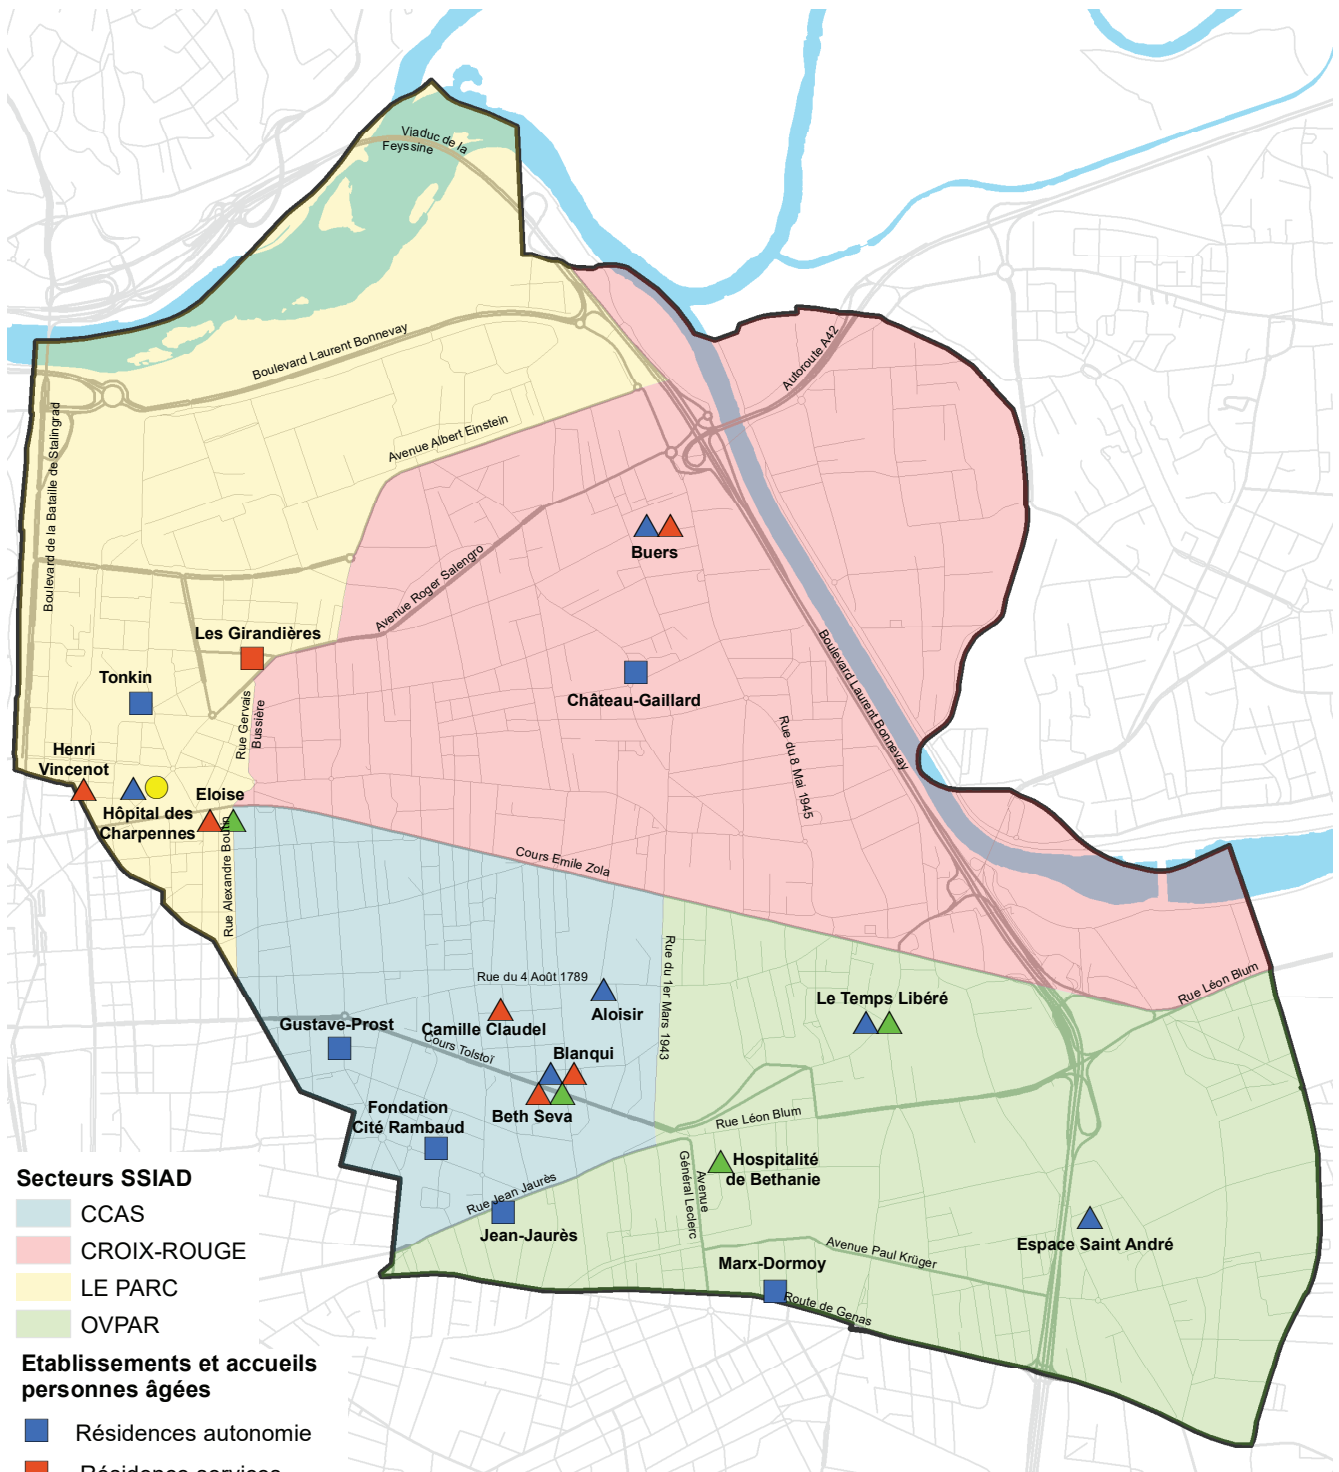 Viaduc de la
Feyssine
Boulevard Laurent Bonnevay
Autoroute A42
Boulevard de la Bataille de Stalingrad
Avenue Albert Einstein
Buers
Avenue Roger Salengro
Les Girandières
Tonkin
Château-Gaillard
Boulevard Laurent Bonnevay
Rue Gervais
Bussière
Rue du 8 Mai 1945
Henri
Vincenot
Eloise
Hôpital des
Charpennes
Rue Alexandre Boutin
Cours Emile Zola
Rue du 1er Mars 1943
Rue du 4 Août 1789
Rue Léon Blum
Le Temps Libéré
Aloisir
Camille Claudel
Gustave-Prost
Cours Tolstoï
Blanqui
Beth Seva
Fondation
Cité Rambaud
Rue Léon Blum
Hospitalité
de Bethanie
Avenue
Général Leclerc
Rue Jean Jaurès
Jean-Jaurès
Espace Saint André
Avenue Paul Krüger
Marx-Dormoy
Route de Genas
Secteurs SSIAD
CCAS
CROIX-ROUGE
LE PARC
OVPAR
Etablissements et accueils
personnes âgées
Résidences autonomie
Résidence services